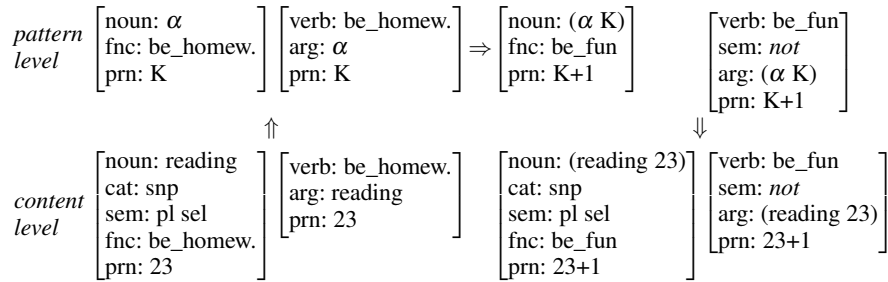 pattern level [noun: α fnc: be_homew. prn: K] [verb: be_homew. arg: α prn: K] ⇒ [noun: (α K) fnc: be_fun prn: K+1] [verb: be_fun sem: not arg: (α K) prn: K+1]
⇑ ⇓
content level [noun: reading cat: snp sem: pl sel fnc: be_homew. prn: 23] [verb: be_homew. arg: reading prn: 23] [noun: (reading 23) cat: snp sem: pl sel fnc: be_fun prn: 23+1] [verb: be_fun sem: not arg: (reading 23) prn: 23+1]